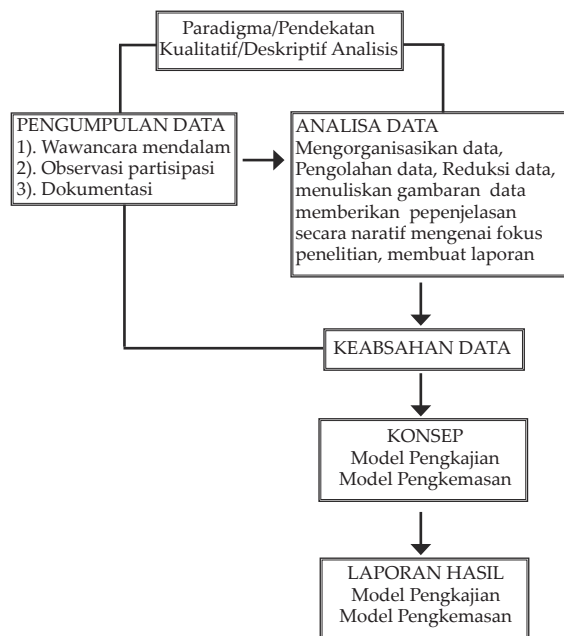 Paradigma/Pendekatan
Kualitatif/Deskriptif Analisis
PENGUMPULAN DATA
1). Wawancara mendalam
2). Observasi partisipasi
3). Dokumentasi
ANALISA DATA
Mengorganisasikan data,
Pengolahan data, Reduksi data,
menuliskan gambaran data
memberikan pepenjelasan
secara naratif mengenai fokus
penelitian, membuat laporan
KEABSAHAN DATA
KONSEP
Model Pengkajian
Model Pengkemasan
LAPORAN HASIL
Model Pengkajian
Model Pengkemasan